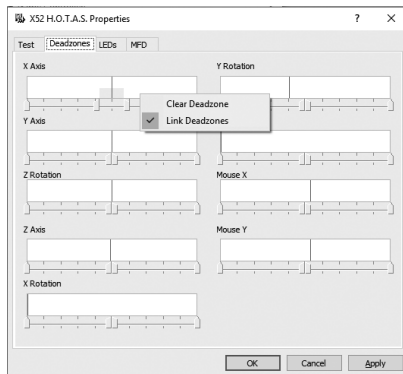 X52 H.O.T.A.S. Properties ? X
Test Deadzones LEDs MFD
X Axis
Y Rotation
Clear Deadzone
Link Deadzones
Y Axis
Z Rotation
Mouse X
Z Axis
Mouse Y
X Rotation
OK Cancel Apply